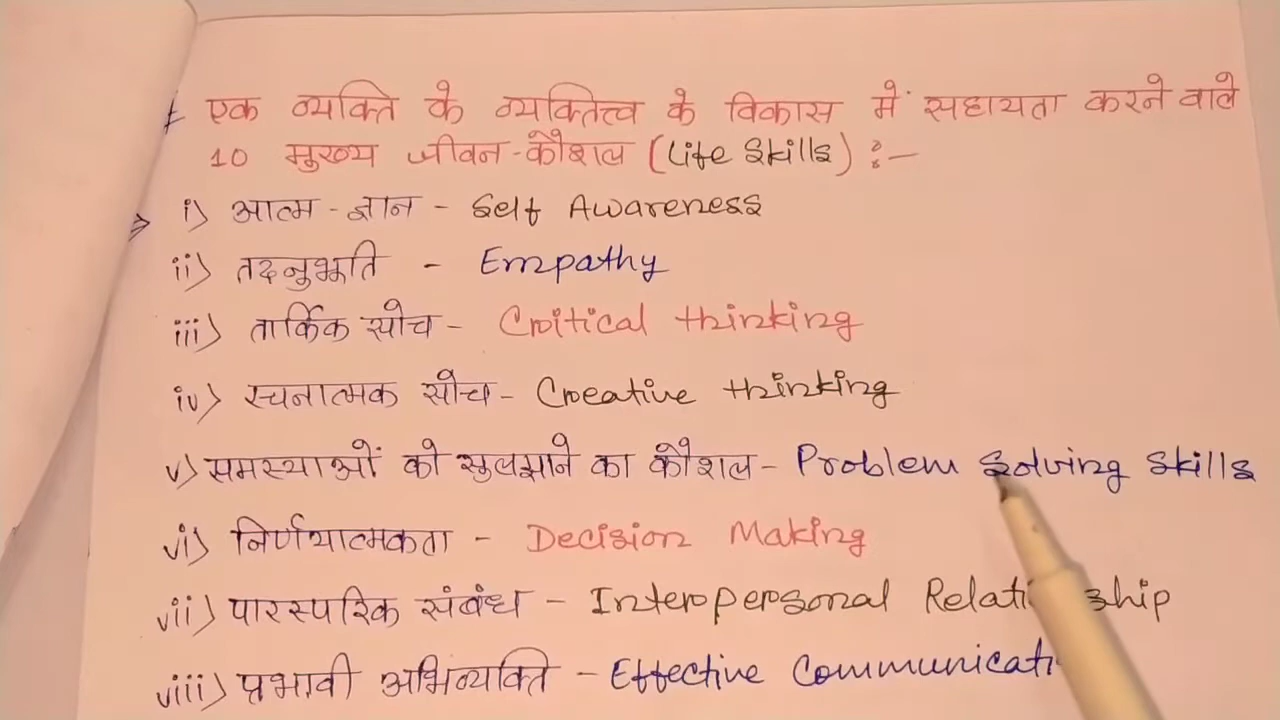 * एक व्यक्ति के व्यक्तित्व के विकास में सहायता करने वाले
10 मुख्य जीवन-कौशल (Life Skills) :-
⇒ i) आत्म-ज्ञान - Self Awareness
ii) तदनुभूति - Empathy
iii) तार्किक सोच - Critical thinking
iv) रचनात्मक सोच - Creative thinking
v) समस्याओं को सुलझाने का कौशल - Problem Solving Skills
vi) निर्णयात्मकता - Decision Making
vii) पारस्परिक संबंध - Interpersonal
viii) प्रभावी अभिव्यक्ति - Effective